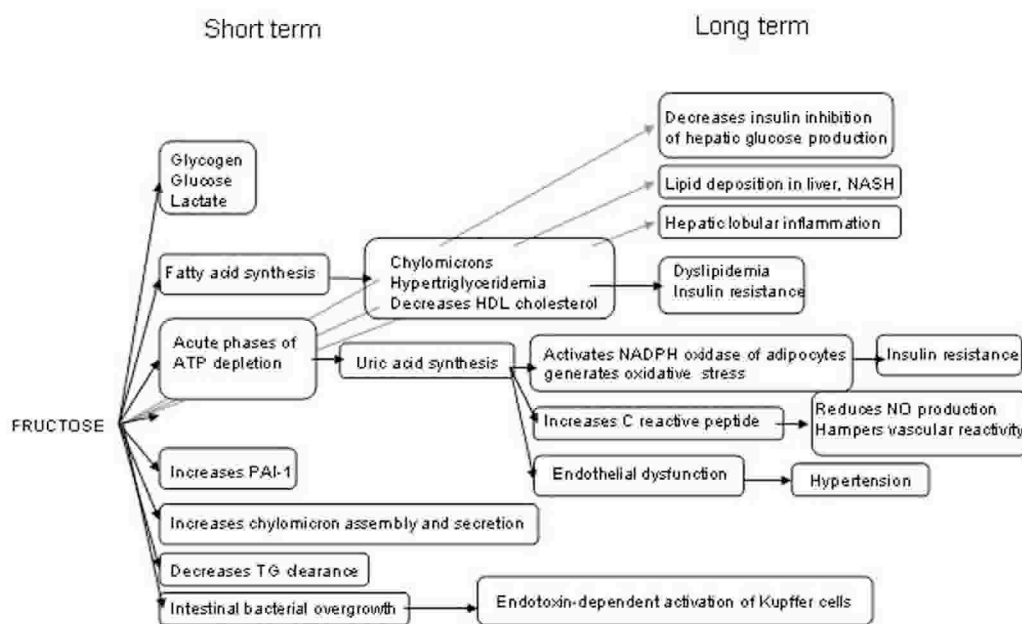 Short term
Long term
Decreases insulin inhibition
of hepatic glucose production
Glycogen
Glucose
Lactate
Lipid deposition in liver, NASH
Hepatic lobular inflammation
Fatty acid synthesis
Chylomicrons
Hypertriglyceridemia
Decreases HDL cholesterol
Dyslipidemia
Insulin resistance
Acute phases of
ATP depletion
Uric acid synthesis
Activates NADPH oxidase of adipocytes
generates oxidative stress
Insulin resistance
FRUCTOSE
Increases C reactive peptide
Reduces NO production
Hampers vascular reactivity
Increases PAI-1
Endothelial dysfunction
Hypertension
Increases chylomicron assembly and secretion
Decreases TG clearance
Intestinal bacterial overgrowth
Endotoxin-dependent activation of Kupffer cells